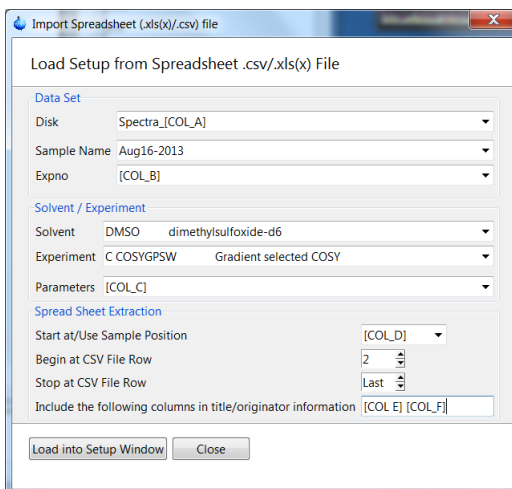 Import Spreadsheet (.xls(x)/.csv) file
Load Setup from Spreadsheet .csv/.xls(x) File
Data Set
Disk Spectra_[COL_A]
Sample Name Aug16-2013
Expno [COL_B]
Solvent / Experiment
Solvent DMSO dimethylsulfoxide-d6
Experiment C COSYGPSW Gradient selected COSY
Parameters [COL_C]
Spread Sheet Extraction
Start at/Use Sample Position [COL_D]
Begin at CSV File Row 2
Stop at CSV File Row Last
Include the following columns in title/originator information [COL E] [COL_F]
Load into Setup Window Close